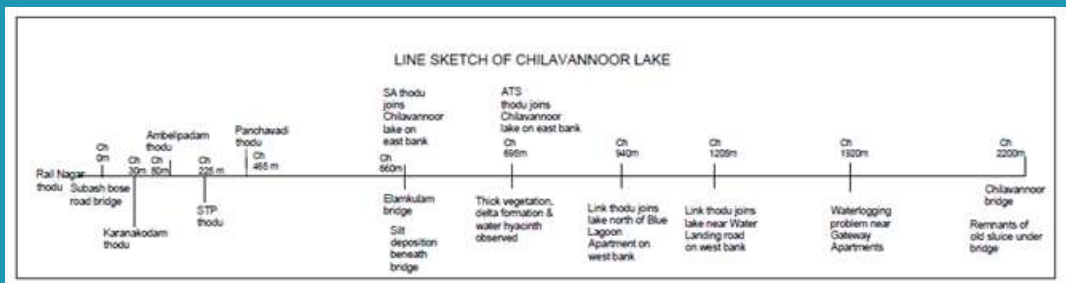 LINE SKETCH OF CHILAVANNOOR LAKE
SA thodu
joins
Chilavannoor
lake on
east bank
ATS
thodu joins
Chilavannoor
lake on east bank
Ambelipadam
thodu
Panchavadi
thodu
Ch
0m
Ch
30m
Ch
80m
Ch
225 m
Ch
465 m
Ch
660m
Ch
695m
Ch
940m
Ch
1205m
Ch
1920m
Ch
2200m
Rail Nagar
thodu
Subash bose
road bridge
Karanakodam
thodu
STP
thodu
Elamkulam
bridge
Silt
deposition
beneath
bridge
Thick vegetation,
delta formation &
water hyacinth
observed
Link thodu joins
lake north of Blue
Lagoon
Apartment on
west bank
Link thodu joins
lake near Water
Landing road
on west bank
Waterlogging
problem near
Gateway
Apartments
Chilavannoor
bridge
Remnants of
old sluice under
bridge